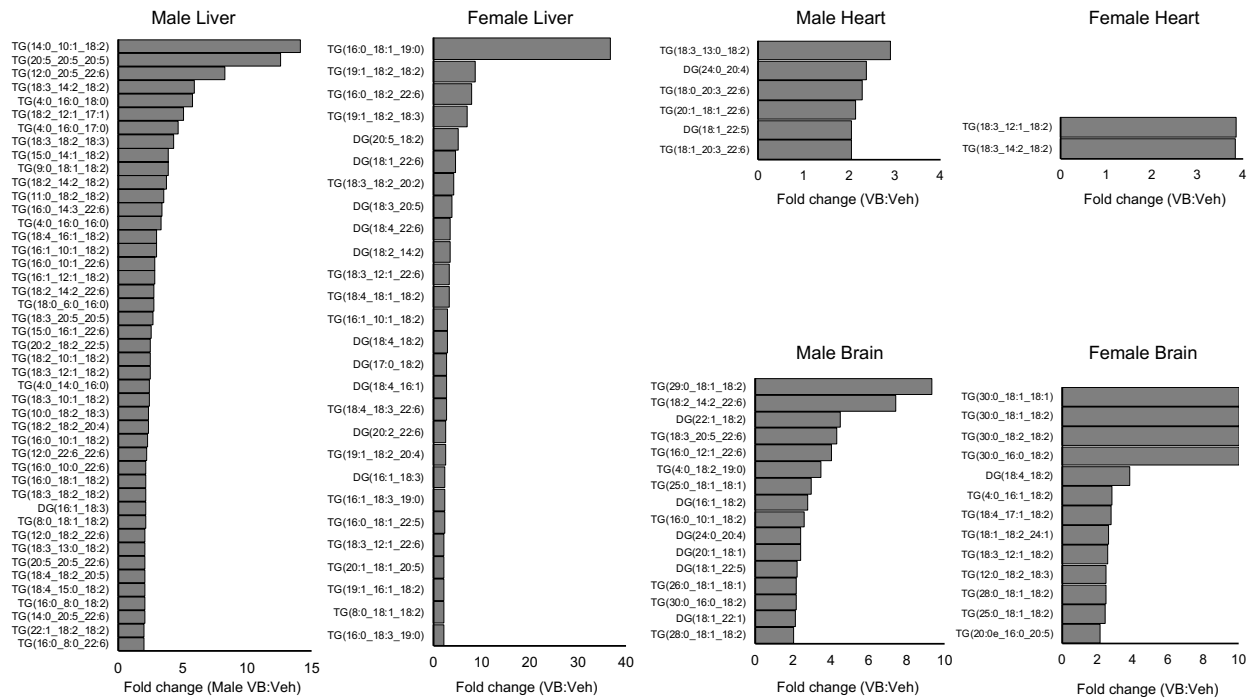 Male Liver
TG(14:0_10:1_18:2)
TG(20:5_20:5_20:5)
TG(12:0_20:5_22:6)
TG(18:3_14:2_18:2)
TG(4:0_16:0_18:0)
TG(18:2_12:1_17:1)
TG(4:0_16:0_17:0)
TG(18:3_18:2_18:3)
TG(15:0_14:1_18:2)
TG(9:0_18:1_18:2)
TG(18:2_14:2_18:2)
TG(11:0_18:2_18:2)
TG(16:0_14:3_22:6)
TG(4:0_16:0_16:0)
TG(18:4_16:1_18:2)
TG(16:1_10:1_18:2)
TG(16:0_10:1_22:6)
TG(16:1_12:1_18:2)
TG(18:2_14:2_22:6)
TG(18:0_6:0_16:0)
TG(18:3_20:5_20:5)
TG(15:0_16:1_22:6)
TG(20:2_18:2_22:5)
TG(18:2_10:1_18:2)
TG(18:3_12:1_18:2)
TG(4:0_14:0_16:0)
TG(18:3_10:1_18:2)
TG(10:0_18:2_18:3)
TG(18:2_18:2_20:4)
TG(16:0_10:1_18:2)
TG(12:0_22:6_22:6)
TG(16:0_10:0_22:6)
TG(16:0_18:1_18:2)
TG(18:3_18:2_18:2)
DG(16:1_18:3)
TG(8:0_18:1_18:2)
TG(12:0_18:2_22:6)
TG(18:3_13:0_18:2)
TG(20:5_20:5_22:6)
TG(18:4_18:2_20:5)
TG(18:4_15:0_18:2)
TG(16:0_8:0_18:2)
TG(14:0_20:5_22:6)
TG(22:1_18:2_18:2)
TG(16:0_8:0_22:6)
0 5 10 15
Fold change (Male VB:Veh)
Female Liver
TG(16:0_18:1_19:0)
TG(19:1_18:2_18:2)
TG(16:0_18:2_22:6)
TG(19:1_18:2_18:3)
DG(20:5_18:2)
DG(18:1_22:6)
TG(18:3_18:2_20:2)
DG(18:3_20:5)
DG(18:4_22:6)
DG(18:2_14:2)
TG(18:3_12:1_22:6)
TG(18:4_18:1_18:2)
TG(16:1_10:1_18:2)
DG(18:4_18:2)
DG(17:0_18:2)
DG(18:4_16:1)
TG(18:4_18:3_22:6)
DG(20:2_22:6)
TG(19:1_18:2_20:4)
DG(16:1_18:3)
TG(16:1_18:3_19:0)
TG(16:0_18:1_22:5)
TG(18:3_12:1_22:6)
TG(20:1_18:1_20:5)
TG(19:1_16:1_18:2)
TG(8:0_18:1_18:2)
TG(16:0_18:3_19:0)
0 10 20 30 40
Fold change (VB:Veh)
Male Heart
TG(18:3_13:0_18:2)
DG(24:0_20:4)
TG(18:0_20:3_22:6)
TG(20:1_18:1_22:6)
DG(18:1_22:5)
TG(18:1_20:3_22:6)
0 1 2 3 4
Fold change (VB:Veh)
Female Heart
TG(18:3_12:1_18:2)
TG(18:3_14:2_18:2)
0 1 2 3 4
Fold change (VB:Veh)
Male Brain
TG(29:0_18:1_18:2)
TG(18:2_14:2_22:6)
DG(22:1_18:2)
TG(18:3_20:5_22:6)
TG(16:0_12:1_22:6)
TG(4:0_18:2_19:0)
TG(25:0_18:1_18:1)
DG(16:1_18:2)
TG(16:0_10:1_18:2)
DG(24:0_20:4)
DG(20:1_18:1)
DG(18:1_22:5)
TG(26:0_18:1_18:1)
TG(30:0_16:0_18:2)
DG(18:1_22:1)
TG(28:0_18:1_18:2)
0 2 4 6 8 10
Fold change (VB:Veh)
Female Brain
TG(30:0_18:1_18:1)
TG(30:0_18:1_18:2)
TG(30:0_18:2_18:2)
TG(30:0_16:0_18:2)
DG(18:4_18:2)
TG(4:0_16:1_18:2)
TG(18:4_17:1_18:2)
TG(18:1_18:2_24:1)
TG(18:3_12:1_18:2)
TG(12:0_18:2_18:3)
TG(28:0_18:1_18:2)
TG(25:0_18:1_18:2)
TG(20:0e_16:0_20:5)
0 2 4 6 8 10
Fold change (VB:Veh)